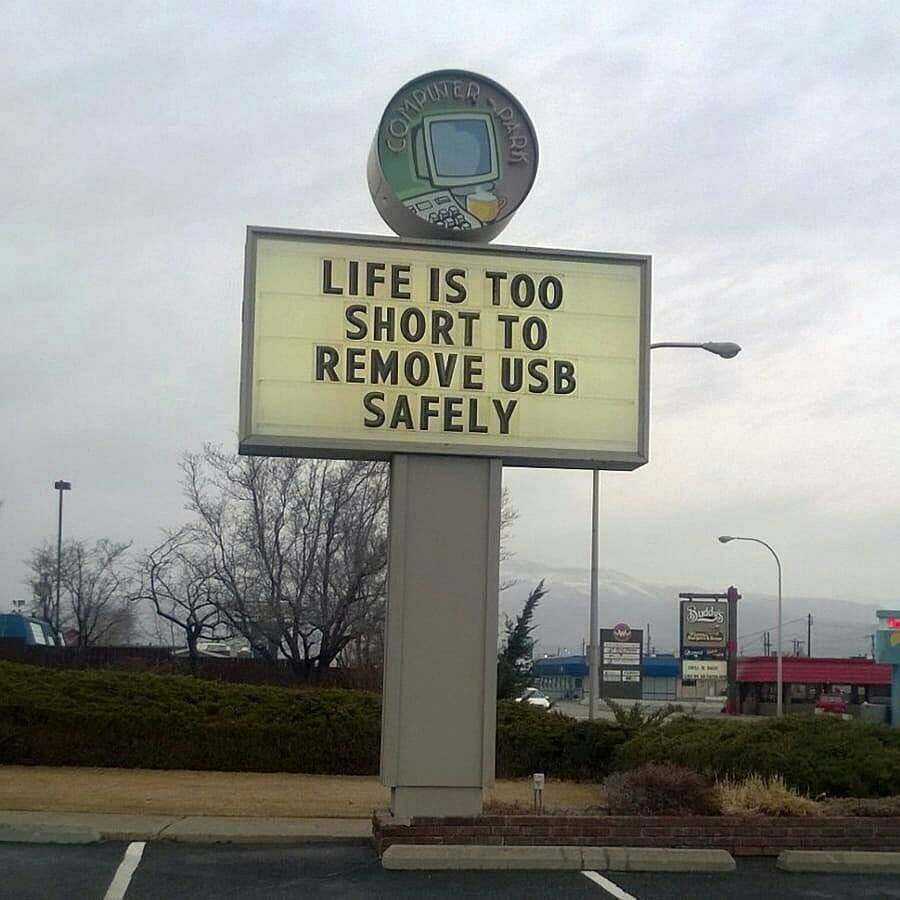 COMPUTER PARK
LIFE IS TOO
SHORT TO
REMOVE USB
SAFELY
Buddy's